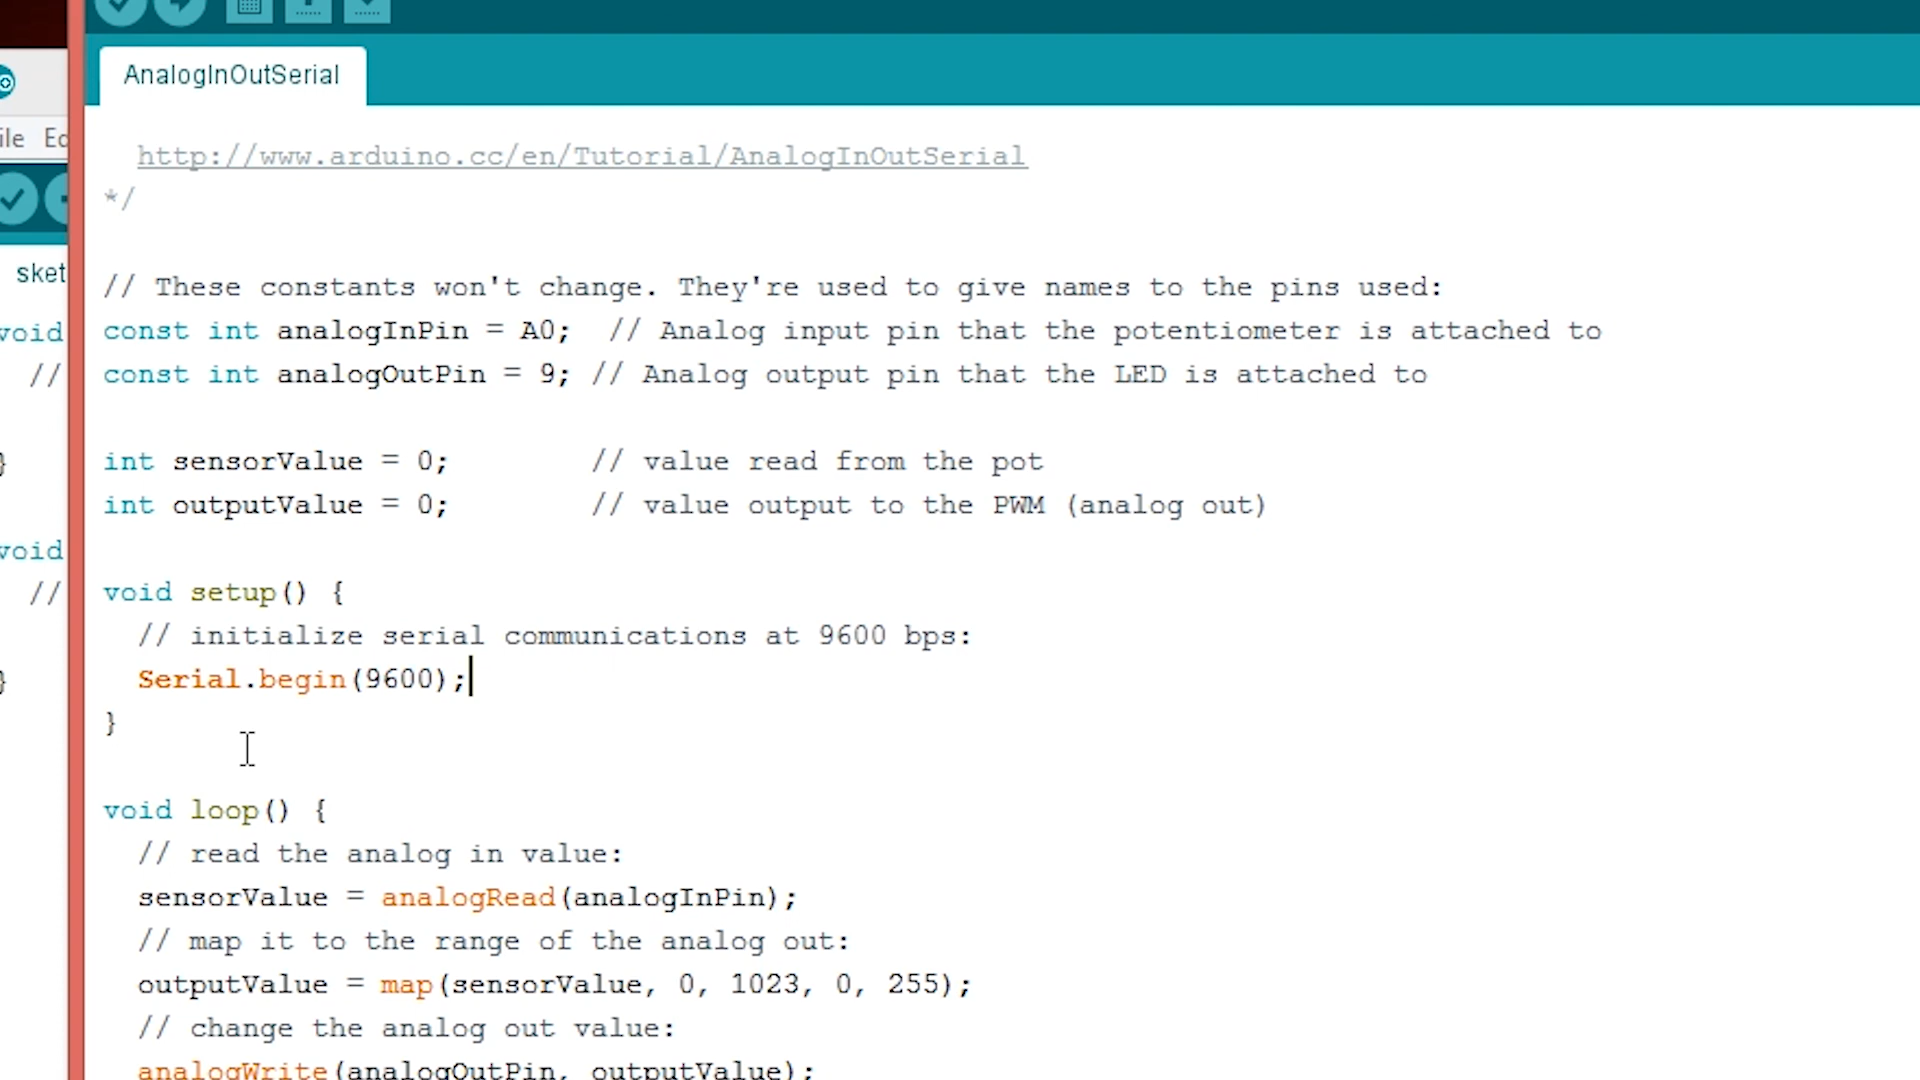 AnalogInOutSerial
http://www.arduino.cc/en/Tutorial/AnalogInOutSerial
*/
// These constants won't change. They're used to give names to the pins used:
const int analogInPin = A0;  // Analog input pin that the potentiometer is attached to
const int analogOutPin = 9; // Analog output pin that the LED is attached to
int sensorValue = 0;        // value read from the pot
int outputValue = 0;        // value output to the PWM (analog out)
void setup() {
// initialize serial communications at 9600 bps:
Serial.begin(9600);
}
void loop() {
// read the analog in value:
sensorValue = analogRead(analogInPin);
// map it to the range of the analog out:
outputValue = map(sensorValue, 0, 1023, 0, 255);
// change the analog out value:
analogWrite(analogOutPin, outputValue);
void
//
}
void
//
}